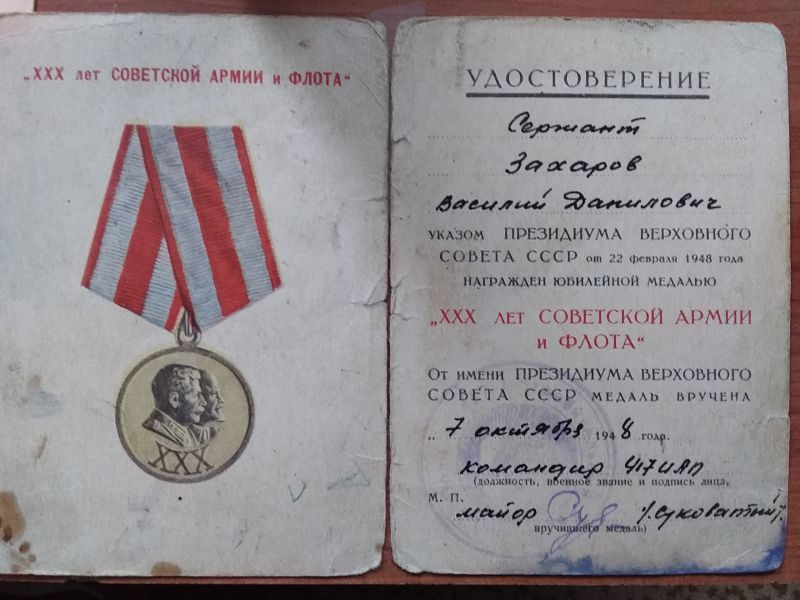 „XXX лет СОВЕТСКОЙ АРМИИ и ФЛОТА“
XXX
УДОСТОВЕРЕНИЕ
Сержант
Захаров
Василий Данилович
УКАЗОМ ПРЕЗИДИУМА ВЕРХОВНОГО
СОВЕТА СССР от 22 февраля 1948 года
НАГРАЖДЕН ЮБИЛЕЙНОЙ МЕДАЛЬЮ
„XXX лет СОВЕТСКОЙ АРМИИ
и ФЛОТА“
От имени ПРЕЗИДИУМА ВЕРХОВНОГО
СОВЕТА СССР МЕДАЛЬ ВРУЧЕНА
„7 октября 1948 года.
командир 417 ИАП
(должность, военное звание и подпись лица,
М. П.
майор /Суковатый/.
вручившего медаль)